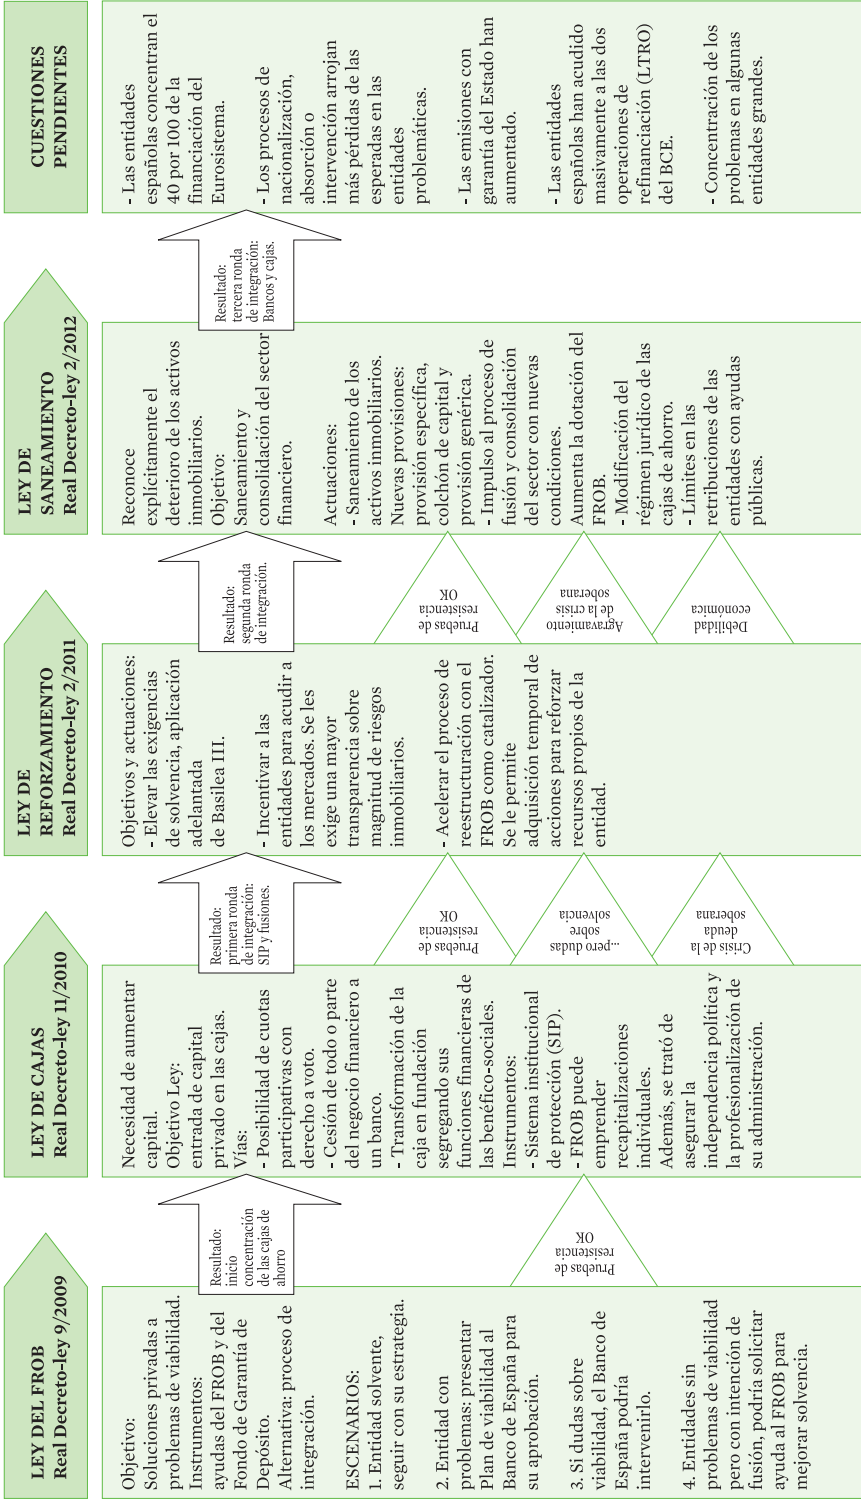 LEY DEL FROB
Real Decreto-ley 9/2009
Objetivo:
Soluciones privadas a
problemas de viabilidad.
Instrumentos:
ayudas del FROB y del
Fondo de Garantía de
Depósito.
Alternativa: proceso de
integración.
ESCENARIOS:
1. Entidad solvente,
seguir con su estrategia.
2. Entidad con
problemas: presentar
Plan de viabilidad al
Banco de España para
su aprobación.
3. Si dudas sobre
viabilidad, el Banco de
España podría
intervenirlo.
4. Entidades sin
problemas de viabilidad
pero con intención de
fusión, podría solicitar
ayuda al FROB para
mejorar solvencia.
Resultado:
inicio
concentración
de las cajas de
ahorro
Pruebas de
resistencia
OK
LEY DE CAJAS
Real Decreto-ley 11/2010
Necesidad de aumentar
capital.
Objetivo Ley:
entrada de capital
privado en las cajas.
Vías:
- Posibilidad de cuotas
participativas con
derecho a voto.
- Cesión de todo o parte
del negocio financiero a
un banco.
- Transformación de la
caja en fundación
segregando sus
funciones financieras de
las benéfico-sociales.
Instrumentos:
- Sistema institucional
de protección (SIP).
- FROB puede
emprender
recapitalizaciones
individuales.
Además, se trató de
asegurar la
independencia política y
la profesionalización de
su administración.
Resultado:
primera ronda
de integración:
SIP y fusiones.
Pruebas de
resistencia
OK
...pero dudas
sobre
solvencia
Crisis de la
deuda
soberana
LEY DE
REFORZAMIENTO
Real Decreto-ley 2/2011
Objetivos y actuaciones:
- Elevar las exigencias
de solvencia, aplicación
adelantada
de Basilea III.
- Incentivar a las
entidades para acudir a
los mercados. Se les
exige una mayor
transparencia sobre
magnitud de riesgos
inmobiliarios.
- Acelerar el proceso de
reestructuración con el
FROB como catalizador.
Se le permite
adquisición temporal de
acciones para reforzar
recursos propios de la
entidad.
Resultado:
segunda ronda
de integración.
Pruebas de
resistencia
OK
Agravamiento
de la crisis
soberana
Debilidad
económica
LEY DE
SANEAMIENTO
Real Decreto-ley 2/2012
Reconoce
explícitamente el
deterioro de los activos
inmobiliarios.
Objetivo:
Saneamiento y
consolidación del sector
financiero.
Actuaciones:
- Saneamiento de los
activos inmobiliarios.
Nuevas provisiones:
provisión específica,
colchón de capital y
provisión genérica.
- Impulso al proceso de
fusión y consolidación
del sector con nuevas
condiciones.
Aumenta la dotación del
FROB.
- Modificación del
régimen jurídico de las
cajas de ahorro.
- Límites en las
retribuciones de las
entidades con ayudas
públicas.
Resultado:
tercera ronda
de integración:
Bancos y cajas.
CUESTIONES
PENDIENTES
- Las entidades
españolas concentran el
40 por 100 de la
financiación del
Eurosistema.
- Los procesos de
nacionalización,
absorción o
intervención arrojan
más pérdidas de las
esperadas en las
entidades
problemáticas.
- Las emisiones con
garantía del Estado han
aumentado.
- Las entidades
españolas han acudido
masivamente a las dos
operaciones de
refinanciación (LTRO)
del BCE.
- Concentración de los
problemas en algunas
entidades grandes.